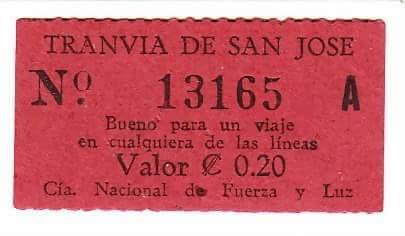 TRANVIA DE SAN JOSE
Nº 13165 A
Bueno para un viaje
en cualquiera de las líneas
Valor ₡ 0.20
Cía. Nacional de Fuerza y Luz